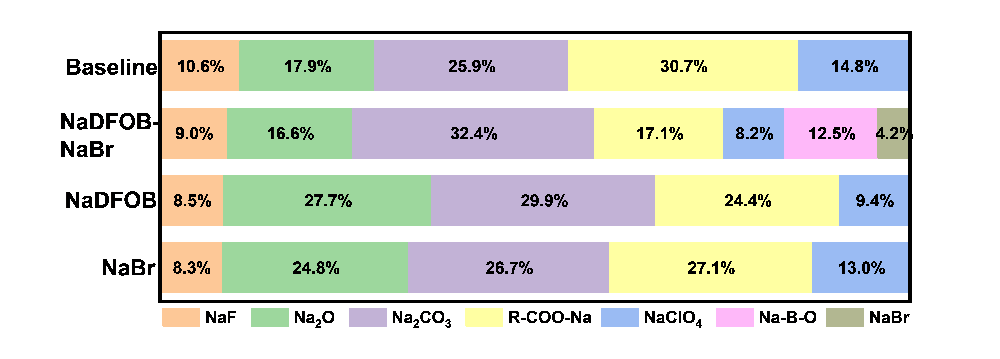 Baseline 10.6% 17.9% 25.9% 30.7% 14.8%
NaDFOB-
NaBr
9.0% 16.6% 32.4% 17.1% 8.2% 12.5% 4.2%
NaDFOB 8.5% 27.7% 29.9% 24.4% 9.4%
NaBr 8.3% 24.8% 26.7% 27.1% 13.0%
NaF Na₂O Na₂CO₃ R-COO-Na NaClO₄ Na-B-O NaBr